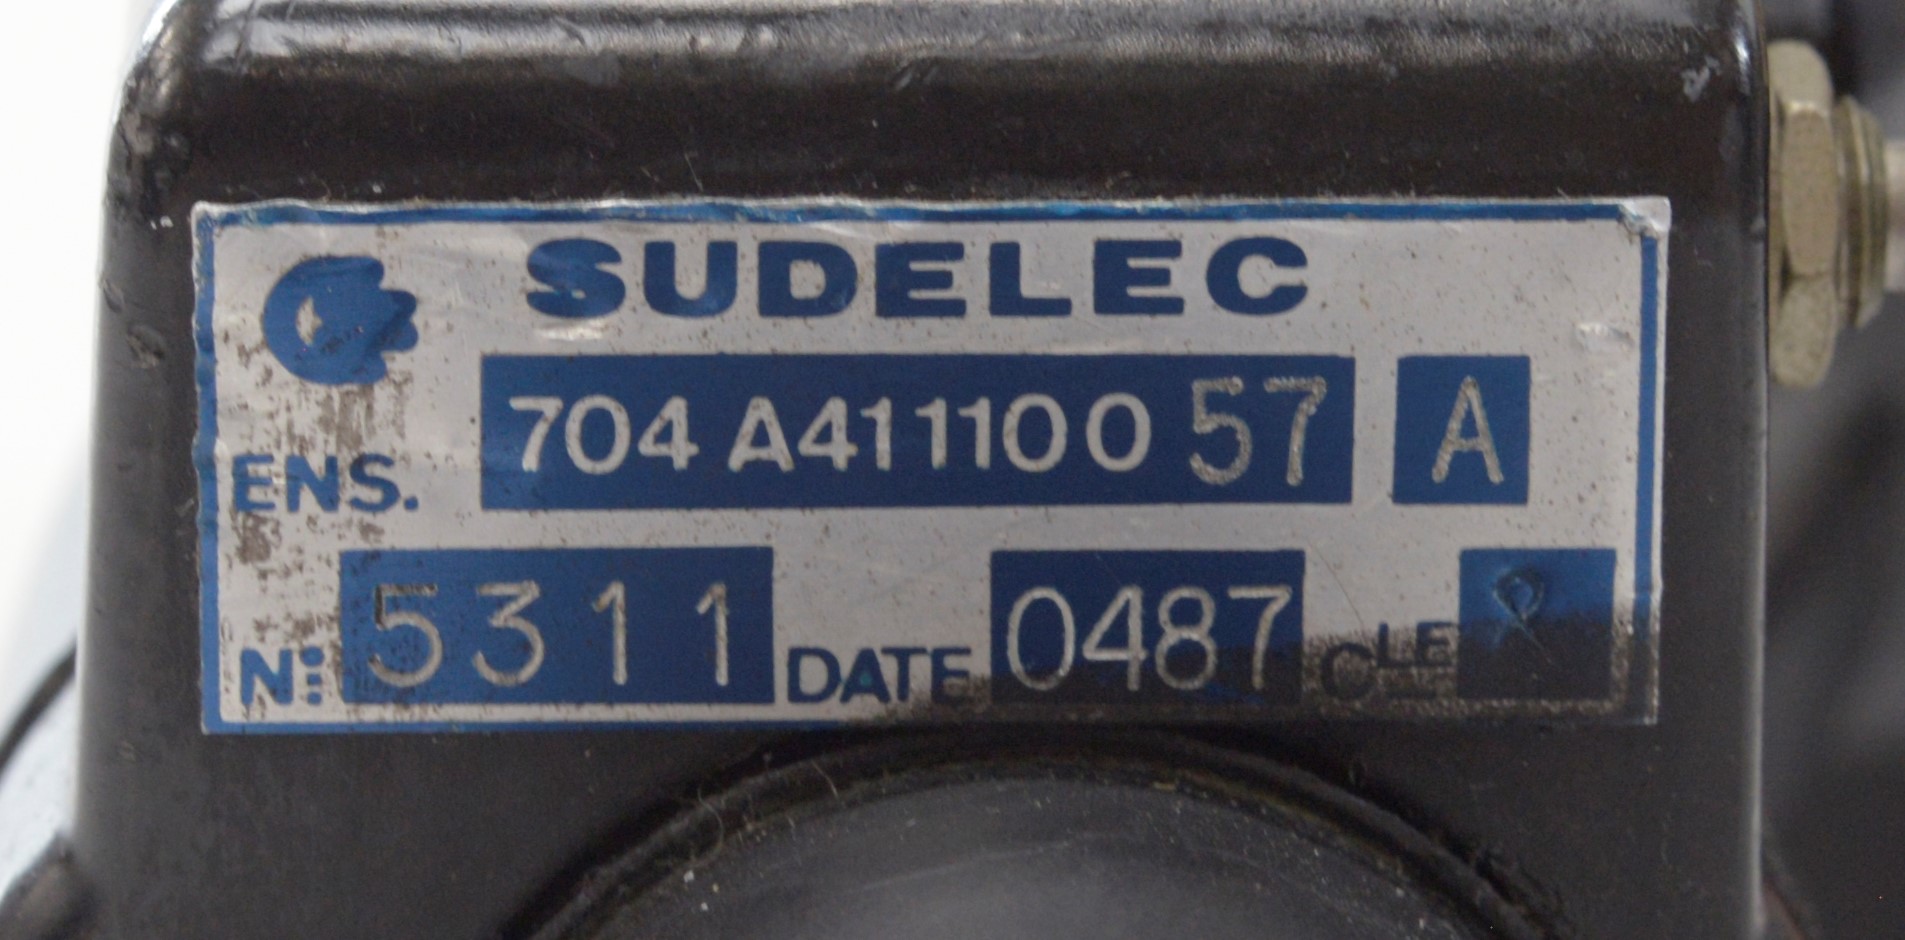 SUDELEC
ENS. 704 A411100 57 A
N: 5311 DATE 0487 CLE